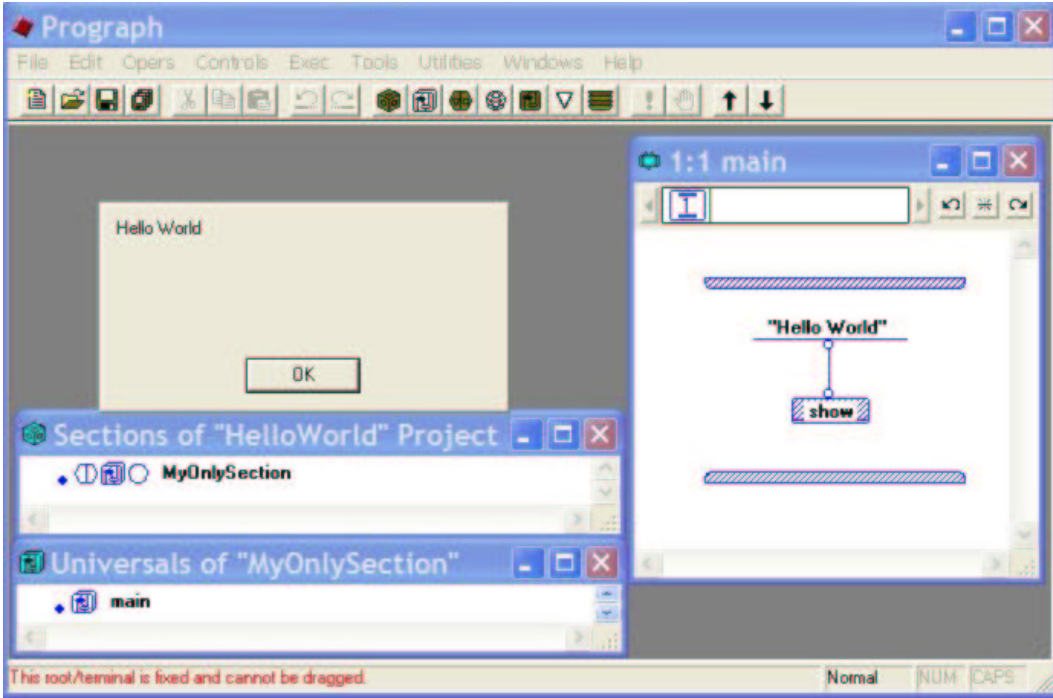 Prograph
File Edit Opers Controls Exec Tools Utilities Windows Help
1:1 main
Hello World
"Hello World"
OK
show
Sections of "HelloWorld" Project
MyOnlySection
Universals of "MyOnlySection"
main
This root/terminal is fixed and cannot be dragged.
Normal NUM CAPS